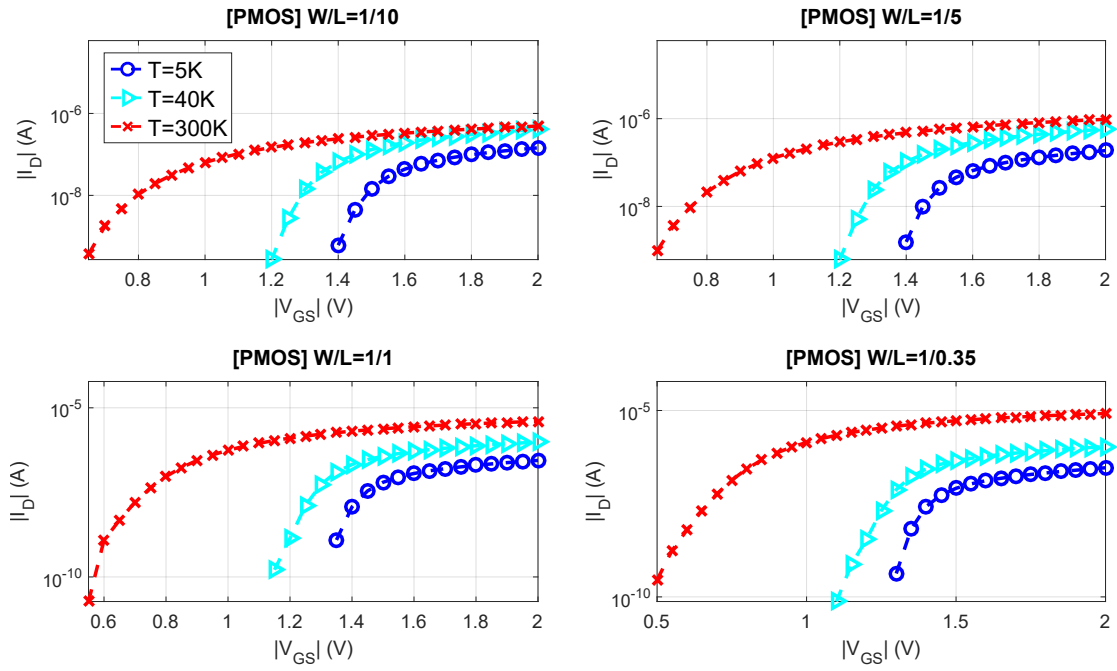 [PMOS] W/L=1/10
T=5K
T=40K
T=300K
10^-6
10^-8
|I_D| (A)
0.8 1 1.2 1.4 1.6 1.8 2
|V_GS| (V)
[PMOS] W/L=1/5
10^-6
10^-8
|I_D| (A)
0.8 1 1.2 1.4 1.6 1.8 2
|V_GS| (V)
[PMOS] W/L=1/1
10^-5
10^-10
|I_D| (A)
0.6 0.8 1 1.2 1.4 1.6 1.8 2
|V_GS| (V)
[PMOS] W/L=1/0.35
10^-5
10^-10
|I_D| (A)
0.5 1 1.5 2
|V_GS| (V)